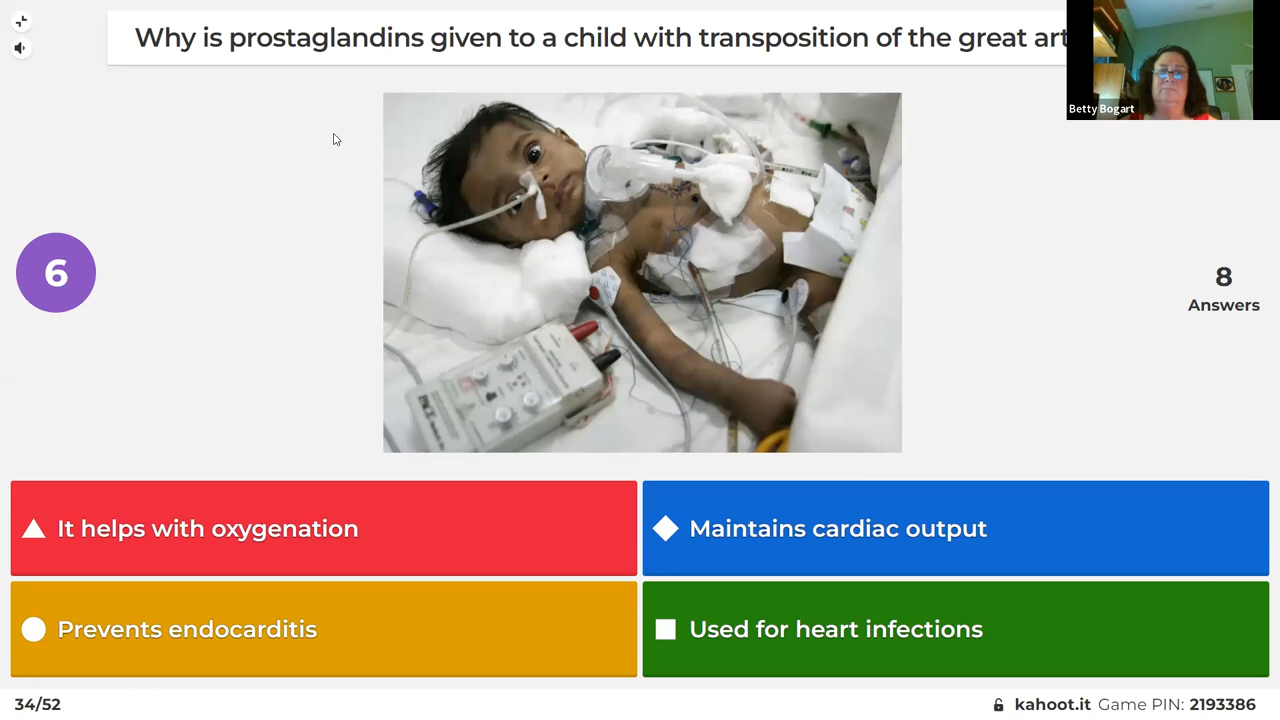 Why is prostaglandins given to a child with transposition of the great
Betty Bogart
6
8
Answers
It helps with oxygenation
Maintains cardiac output
Prevents endocarditis
Used for heart infections
34/52
kahoot.it Game PIN: 2193386